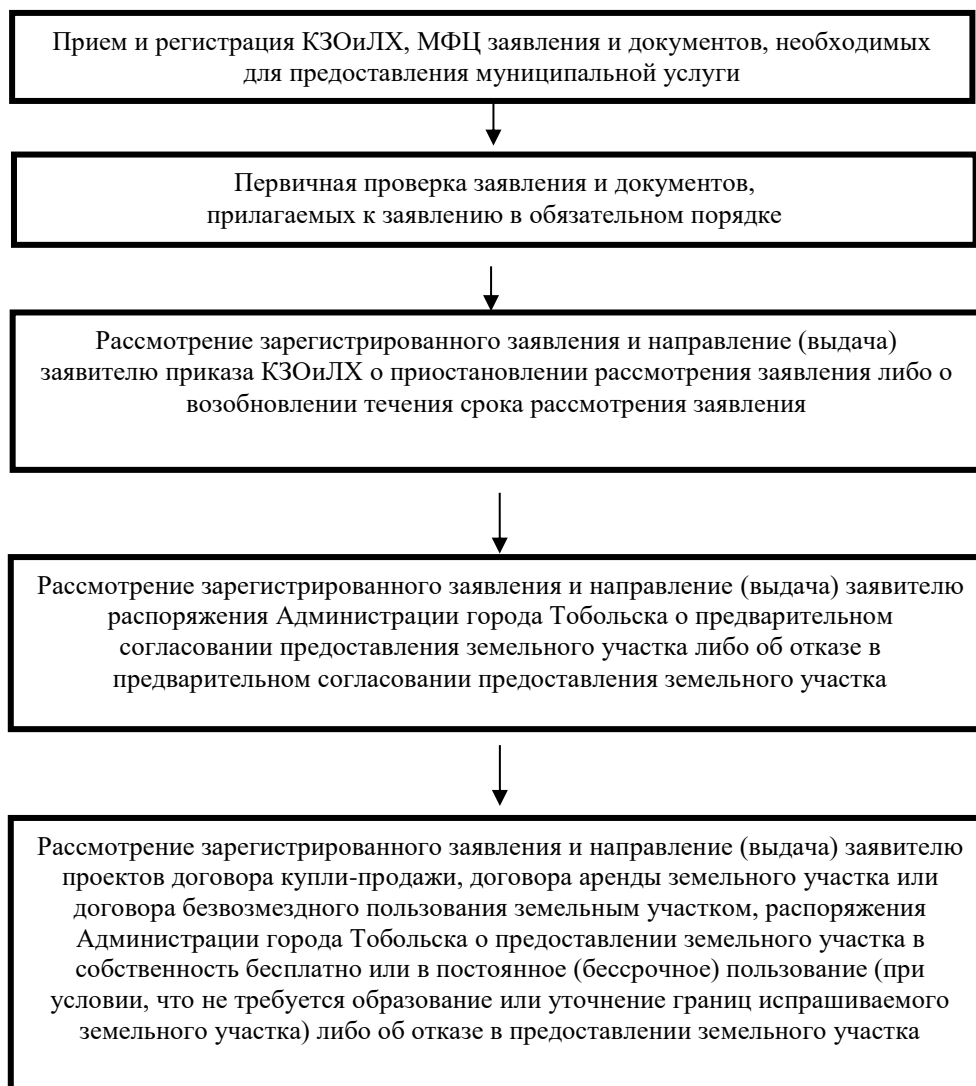 Прием и регистрация КЗОиЛХ, МФЦ заявления и документов, необходимых
для предоставления муниципальной услуги
Первичная проверка заявления и документов,
прилагаемых к заявлению в обязательном порядке
Рассмотрение зарегистрированного заявления и направление (выдача)
заявителю приказа КЗОиЛХ о приостановлении рассмотрения заявления либо о
возобновлении течения срока рассмотрения заявления
Рассмотрение зарегистрированного заявления и направление (выдача) заявителю
распоряжения Администрации города Тобольска о предварительном
согласовании предоставления земельного участка либо об отказе в
предварительном согласовании предоставления земельного участка
Рассмотрение зарегистрированного заявления и направление (выдача) заявителю
проектов договора купли-продажи, договора аренды земельного участка или
договора безвозмездного пользования земельным участком, распоряжения
Администрации города Тобольска о предоставлении земельного участка в
собственность бесплатно или в постоянное (бессрочное) пользование (при
условии, что не требуется образование или уточнение границ испрашиваемого
земельного участка) либо об отказе в предоставлении земельного участка